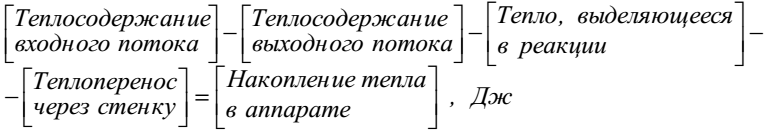 [Теплосодержание входного потока] − [Теплосодержание выходного потока] − [Тепло, выделяющееся в реакции] −
− [Теплоперенос через стенку] = [Накопление тепла в аппарате] , Дж